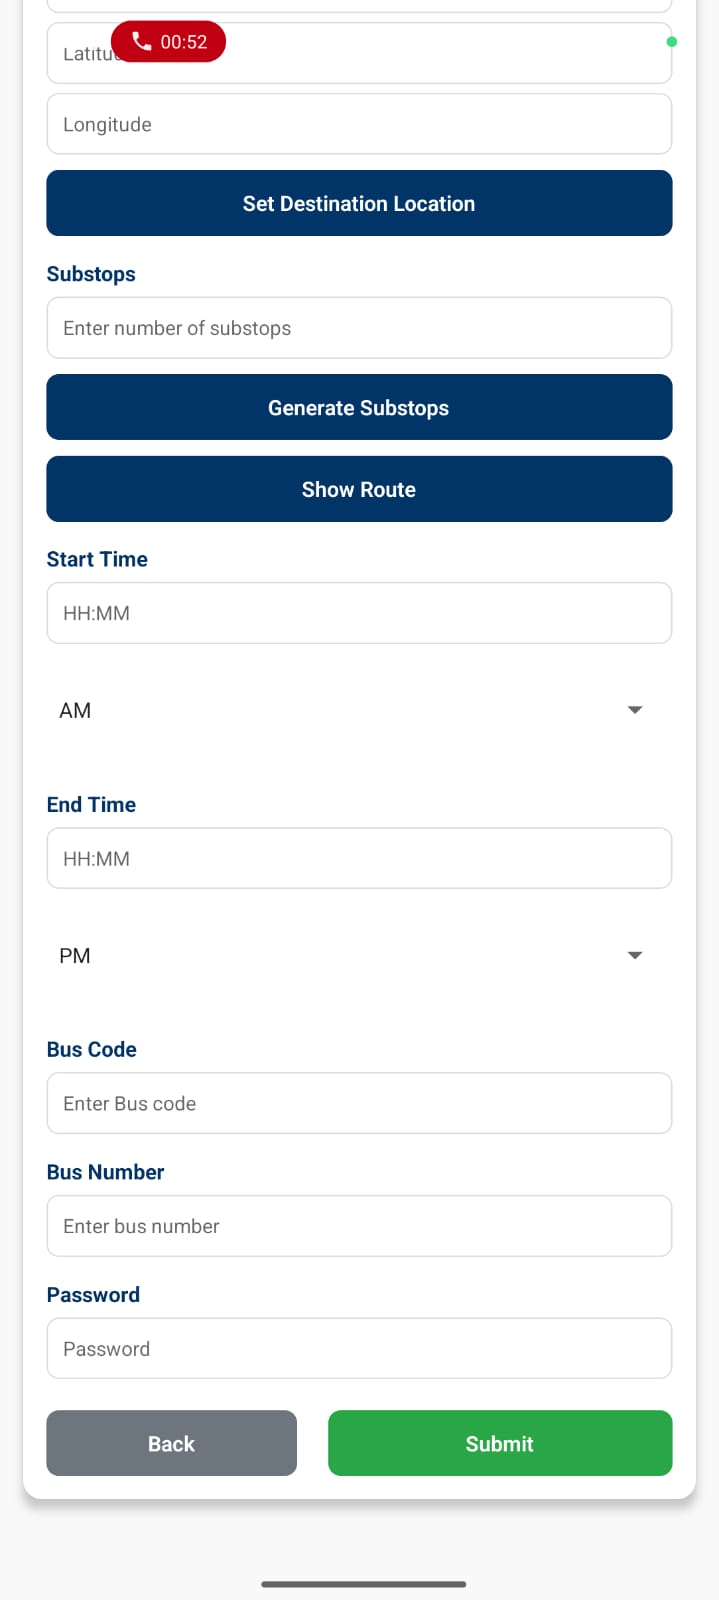 00:52
Longitude
Set Destination Location
Substops
Enter number of substops
Generate Substops
Show Route
Start Time
HH:MM
AM
End Time
HH:MM
PM
Bus Code
Enter Bus code
Bus Number
Enter bus number
Password
Password
Back
Submit